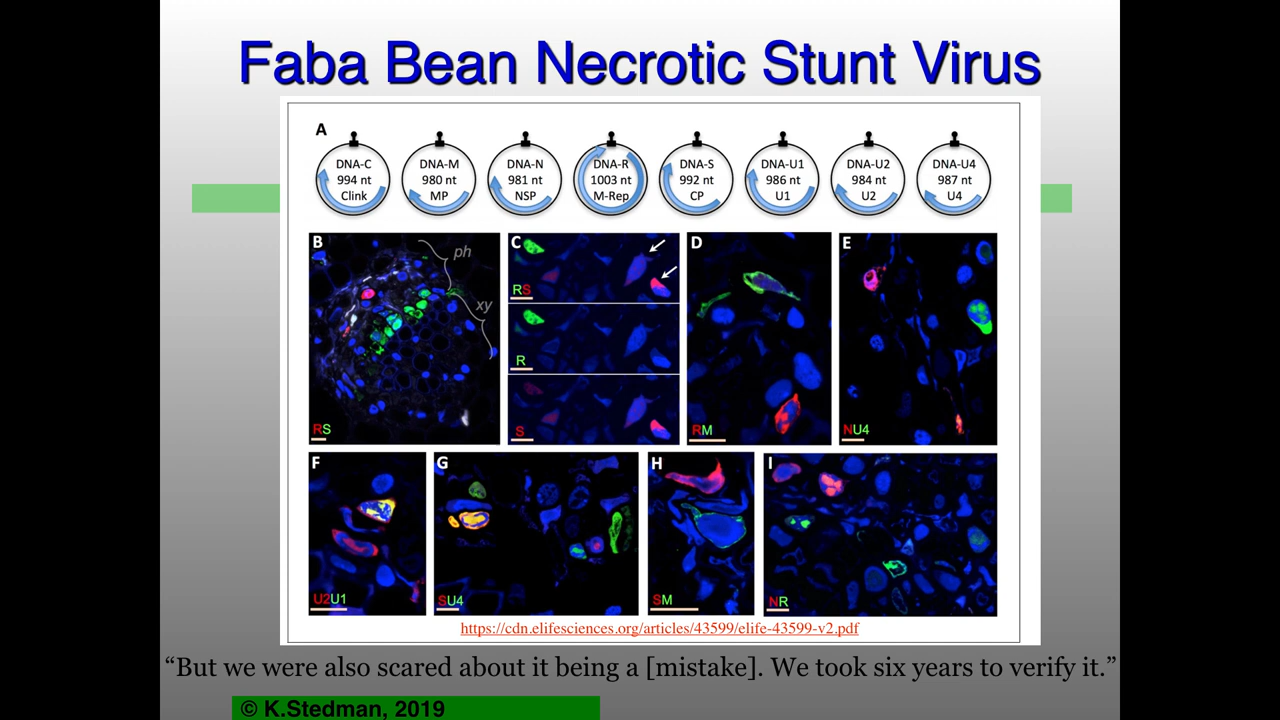 Faba Bean Necrotic Stunt Virus
A
DNA-C
994 nt
Clink
DNA-M
980 nt
MP
DNA-N
981 nt
NSP
DNA-R
1003 nt
M-Rep
DNA-S
992 nt
CP
DNA-U1
986 nt
U1
DNA-U2
984 nt
U2
DNA-U4
987 nt
U4
B
ph
xy
RS
C
RS
R
S
D
RM
E
NU4
F
U2U1
G
SU4
H
SM
I
NR
https://cdn.elifesciences.org/articles/43599/elife-43599-v2.pdf
“But we were also scared about it being a [mistake]. We took six years to verify it.”
© K.Stedman, 2019